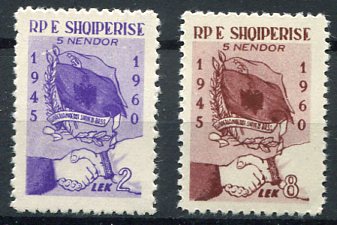 RP E SHQIPERISE
5 NENDOR
1945 1960
LEK 2
RP E SHQIPERISE
5 NENDOR
1945 1960
LEK 8